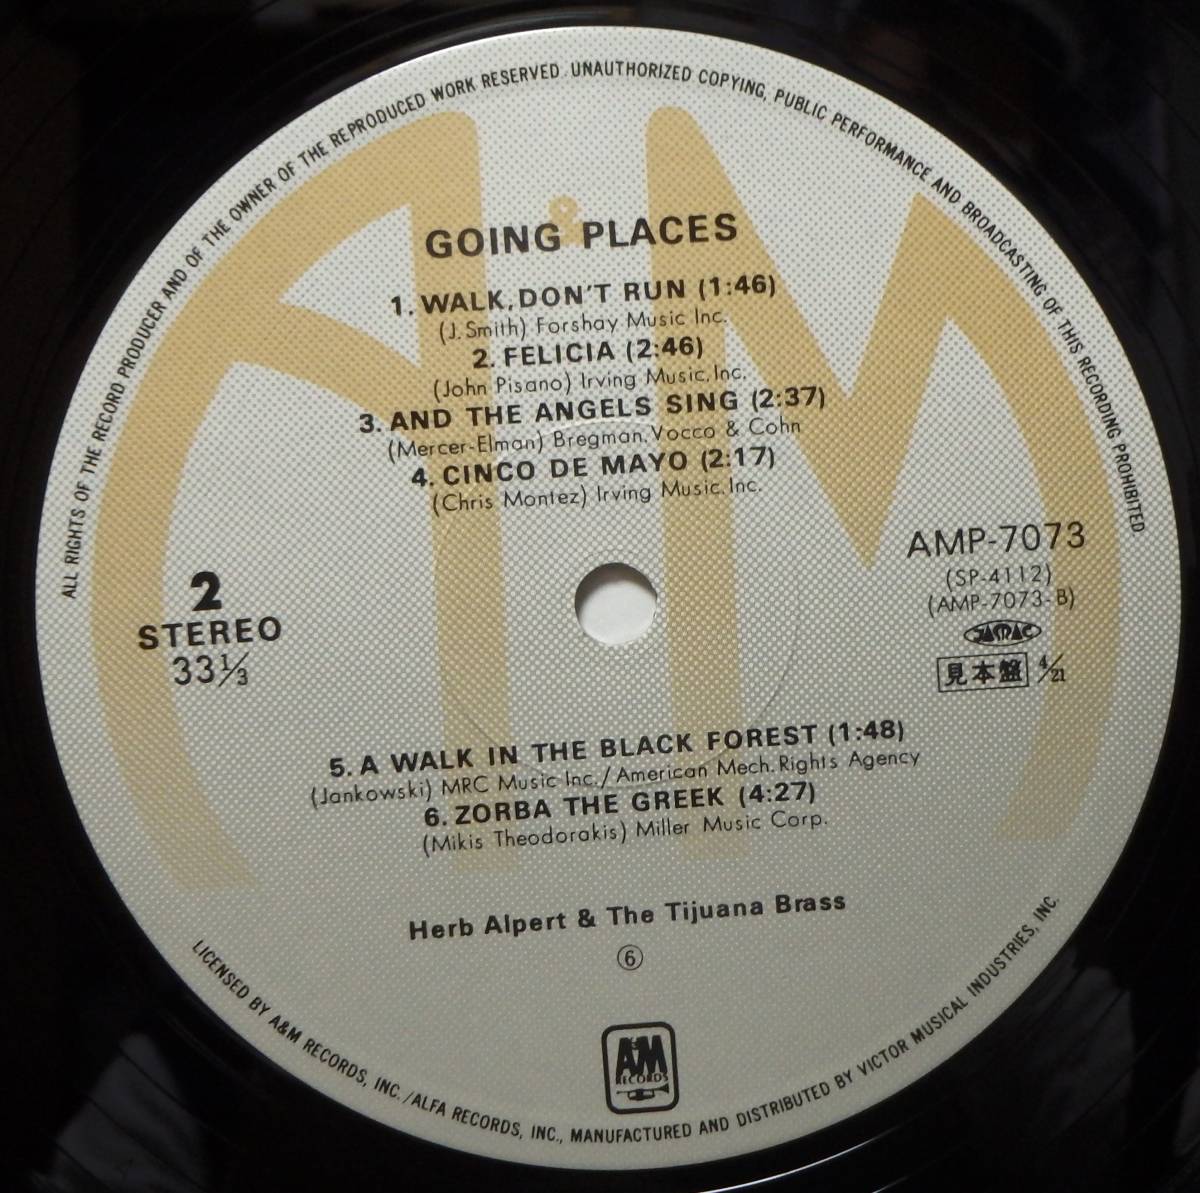 ALL RIGHTS OF THE RECORD PRODUCER AND OF THE OWNER OF THE REPRODUCED WORK RESERVED. UNAUTHORIZED COPYING, PUBLIC PERFORMANCE AND BROADCASTING OF THIS RECORDING PROHIBITED
GOING PLACES
1. WALK, DON'T RUN (1:46)
(J. Smith) Forshay Music Inc.
2. FELICIA (2:46)
(John Pisano) Irving Music, Inc.
3. AND THE ANGELS SING (2:37)
(Mercer-Elman) Bregman, Vocco & Cohn
4. CINCO DE MAYO (2:17)
(Chris Montez) Irving Music, Inc.
2
STEREO
33 1/3
AMP-7073
(SP-4112)
(AMP-7073-B)
JASRAC
見本盤 4/21
5. A WALK IN THE BLACK FOREST (1:48)
(Jankowski) MRC Music Inc./American Mech. Rights Agency
6. ZORBA THE GREEK (4:27)
(Mikis Theodorakis) Miller Music Corp.
Herb Alpert & The Tijuana Brass
⑥
A&M
RECORDS
LICENSED BY A&M RECORDS, INC./ALFA RECORDS, INC., MANUFACTURED AND DISTRIBUTED BY VICTOR MUSICAL INDUSTRIES, INC.